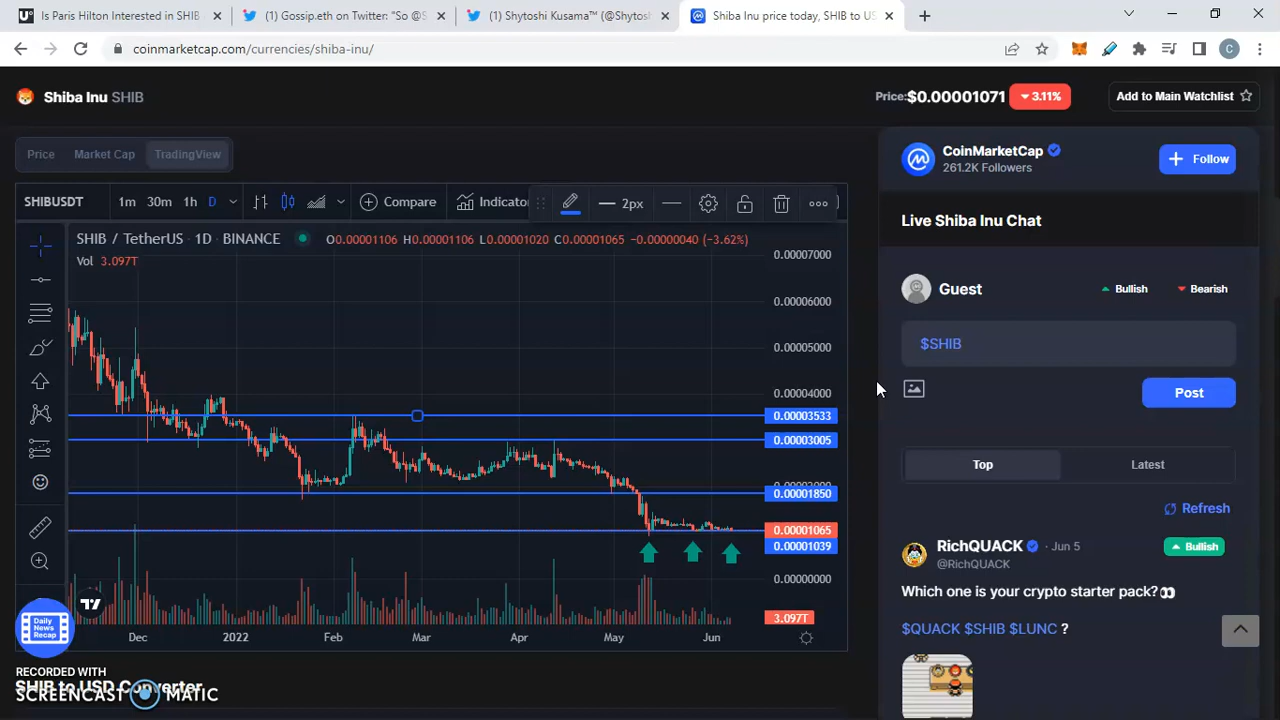 Is Paris Hilton Interested in SHIB
(1) Gossip.eth on Twitter: "So @S
(1) Shytoshi Kusama™ (@Shytosh
Shiba Inu price today, SHIB to US
coinmarketcap.com/currencies/shiba-inu/
C
Shiba Inu SHIB
Price:$0.00001071
3.11%
Add to Main Watchlist
Price
Market Cap
TradingView
SHIBUSDT
1m
30m
1h
D
Compare
Indicator
2px
SHIB / TetherUS · 1D · BINANCE
O0.00001106 H0.00001106 L0.00001020 C0.00001065 −0.00000040 (−3.62%)
Vol 3.097T
0.00007000
0.00006000
0.00005000
0.00004000
0.00003533
0.00003005
0.00001850
0.00001065
0.00001039
0.00000000
3.097T
Dec
2022
Feb
Mar
Apr
May
Jun
Daily
News
Recap
RECORDED WITH
SCREENCAST MATIC
SHIB to USD Converter
CoinMarketCap
261.2K Followers
Follow
Live Shiba Inu Chat
Guest
Bullish
Bearish
$SHIB
Post
Top
Latest
Refresh
RichQUACK · Jun 5
@RichQUACK
Bullish
Which one is your crypto starter pack?👀
$QUACK $SHIB $LUNC ?